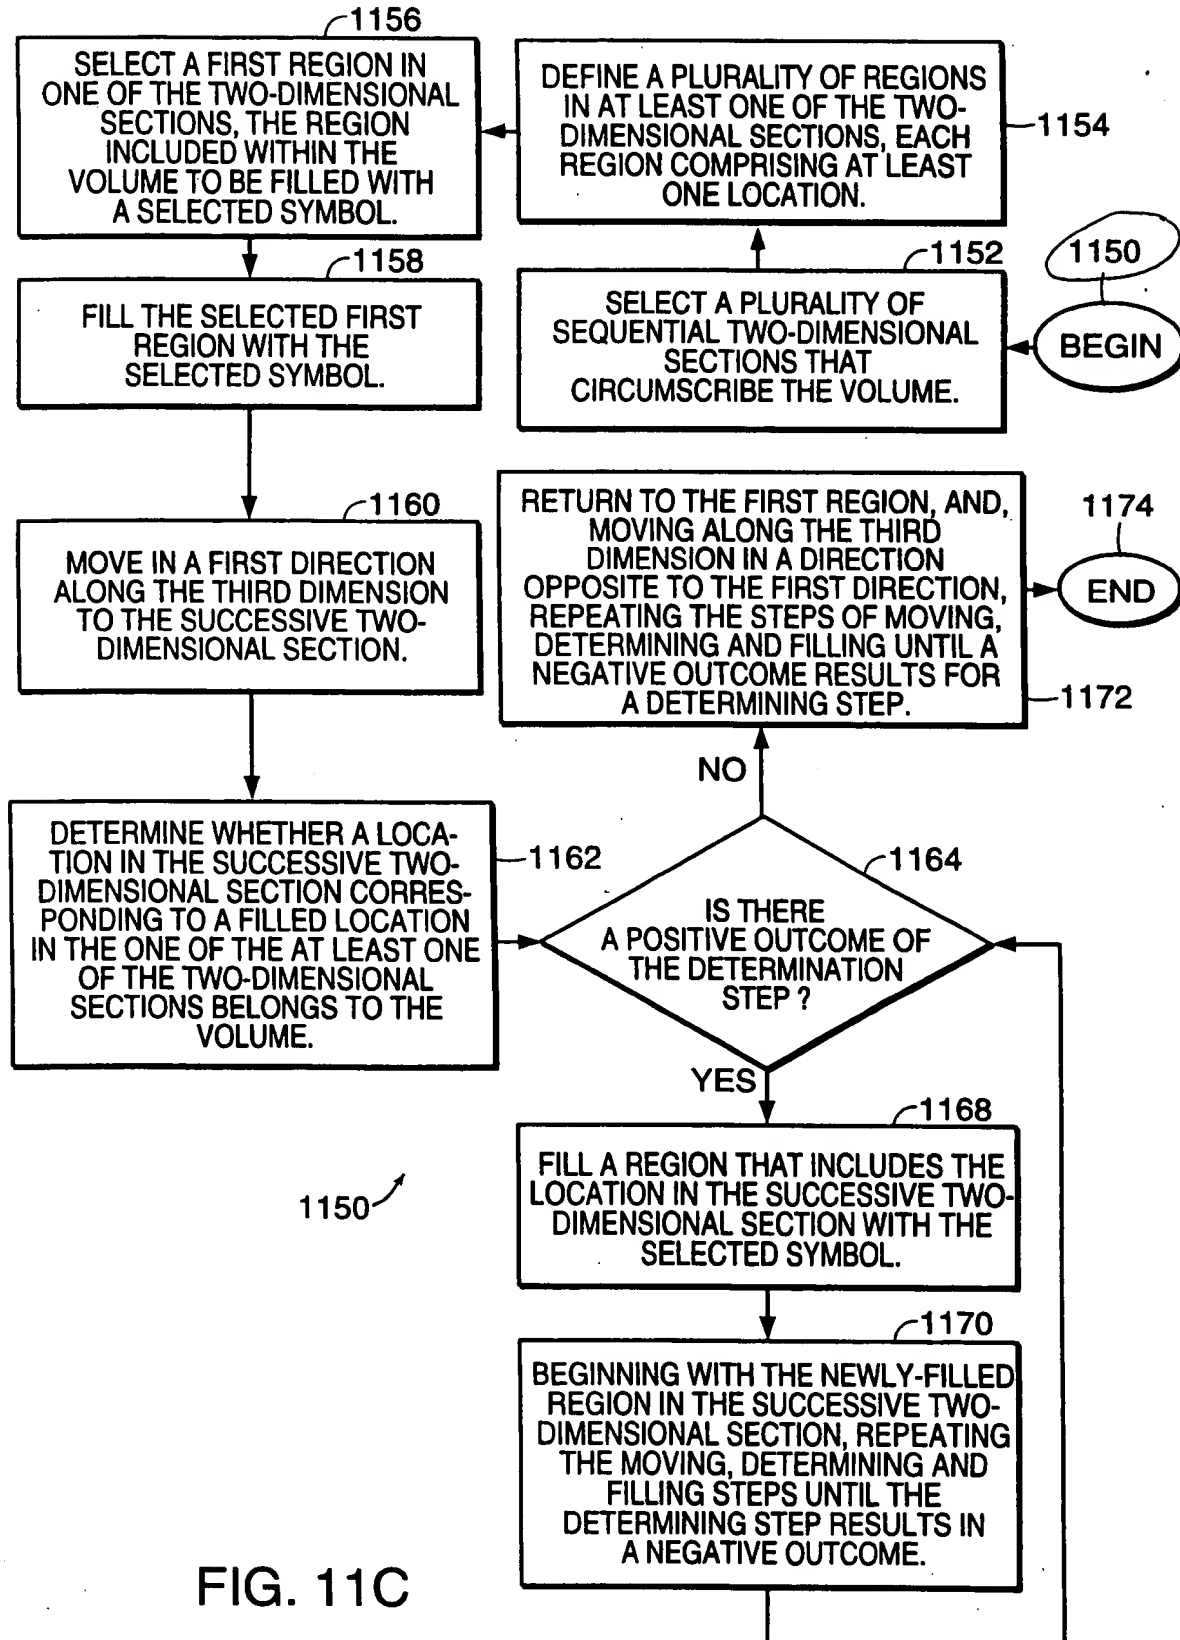 1156
SELECT A FIRST REGION IN
ONE OF THE TWO-DIMENSIONAL
SECTIONS, THE REGION
INCLUDED WITHIN THE
VOLUME TO BE FILLED WITH
A SELECTED SYMBOL.
DEFINE A PLURALITY OF REGIONS
IN AT LEAST ONE OF THE TWO-
DIMENSIONAL SECTIONS, EACH
REGION COMPRISING AT LEAST
ONE LOCATION.
1154
1158
FILL THE SELECTED FIRST
REGION WITH THE
SELECTED SYMBOL.
1152
SELECT A PLURALITY OF
SEQUENTIAL TWO-DIMENSIONAL
SECTIONS THAT
CIRCUMSCRIBE THE VOLUME.
1150
BEGIN
1160
MOVE IN A FIRST DIRECTION
ALONG THE THIRD DIMENSION
TO THE SUCCESSIVE TWO-
DIMENSIONAL SECTION.
RETURN TO THE FIRST REGION, AND,
MOVING ALONG THE THIRD
DIMENSION IN A DIRECTION
OPPOSITE TO THE FIRST DIRECTION,
REPEATING THE STEPS OF MOVING,
DETERMINING AND FILLING UNTIL A
NEGATIVE OUTCOME RESULTS FOR
A DETERMINING STEP.
1172
1174
END
NO
DETERMINE WHETHER A LOCA-
TION IN THE SUCCESSIVE TWO-
DIMENSIONAL SECTION CORRES-
PONDING TO A FILLED LOCATION
IN THE ONE OF THE AT LEAST ONE
OF THE TWO-DIMENSIONAL
SECTIONS BELONGS TO THE
VOLUME.
1162
1164
IS THERE
A POSITIVE OUTCOME OF
THE DETERMINATION
STEP ?
YES
1168
FILL A REGION THAT INCLUDES THE
LOCATION IN THE SUCCESSIVE TWO-
DIMENSIONAL SECTION WITH THE
SELECTED SYMBOL.
1150
1170
BEGINNING WITH THE NEWLY-FILLED
REGION IN THE SUCCESSIVE TWO-
DIMENSIONAL SECTION, REPEATING
THE MOVING, DETERMINING AND
FILLING STEPS UNTIL THE
DETERMINING STEP RESULTS IN
A NEGATIVE OUTCOME.
FIG. 11C